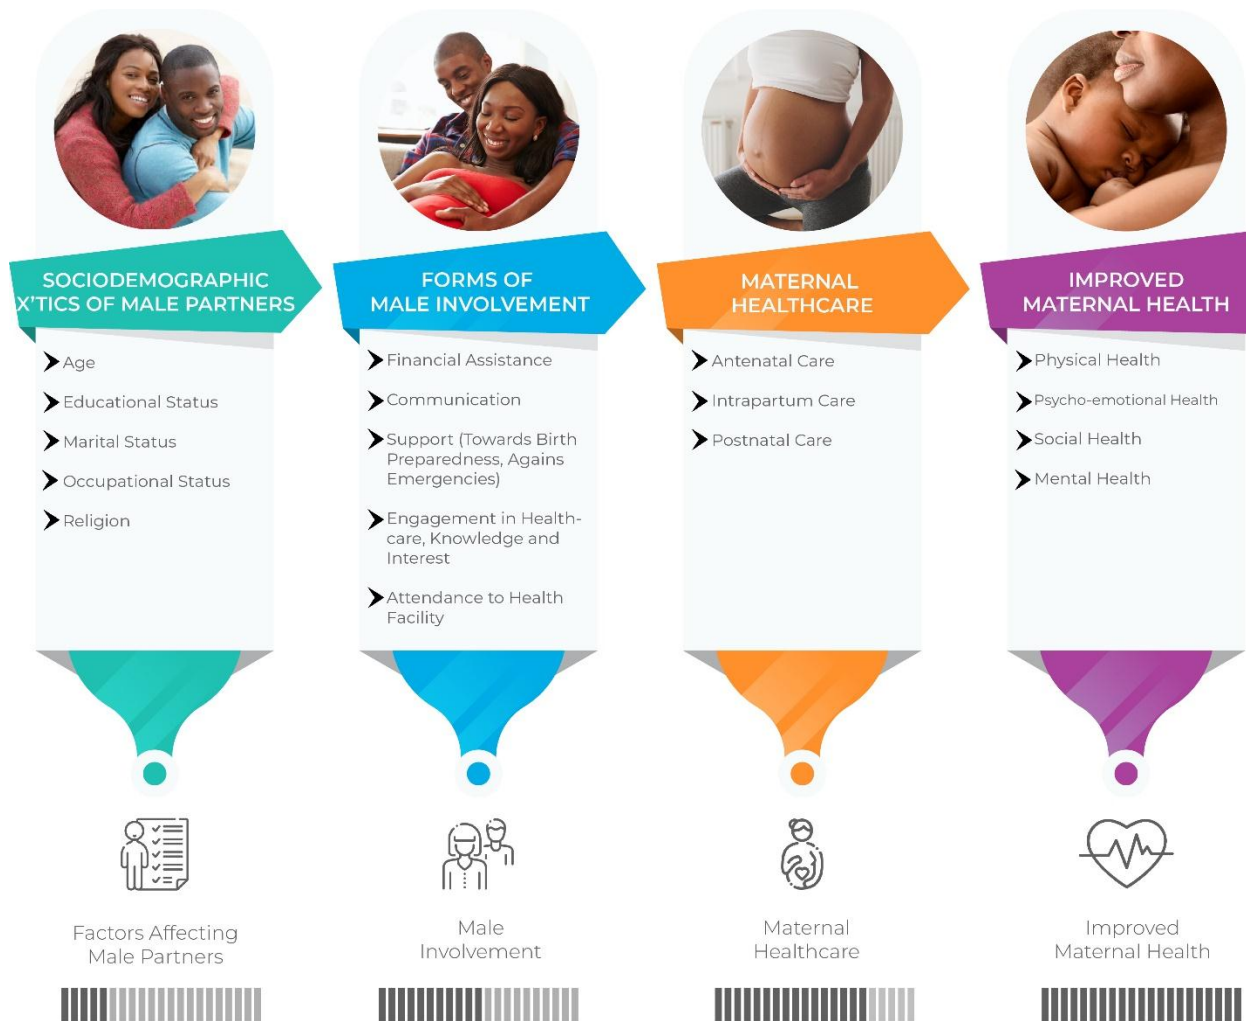 SOCIODEMOGRAPHIC
X'TICS OF MALE PARTNERS
Age
Educational Status
Marital Status
Occupational Status
Religion
Factors Affecting
Male Partners
FORMS OF
MALE INVOLVEMENT
Financial Assistance
Communication
Support (Towards Birth
Preparedness, Agains
Emergencies)
Engagement in Health-
care, Knowledge and
Interest
Attendance to Health
Facility
Male
Involvement
MATERNAL
HEALTHCARE
Antenatal Care
Intrapartum Care
Postnatal Care
Maternal
Healthcare
IMPROVED
MATERNAL HEALTH
Physical Health
Psycho-emotional Health
Social Health
Mental Health
Improved
Maternal Health